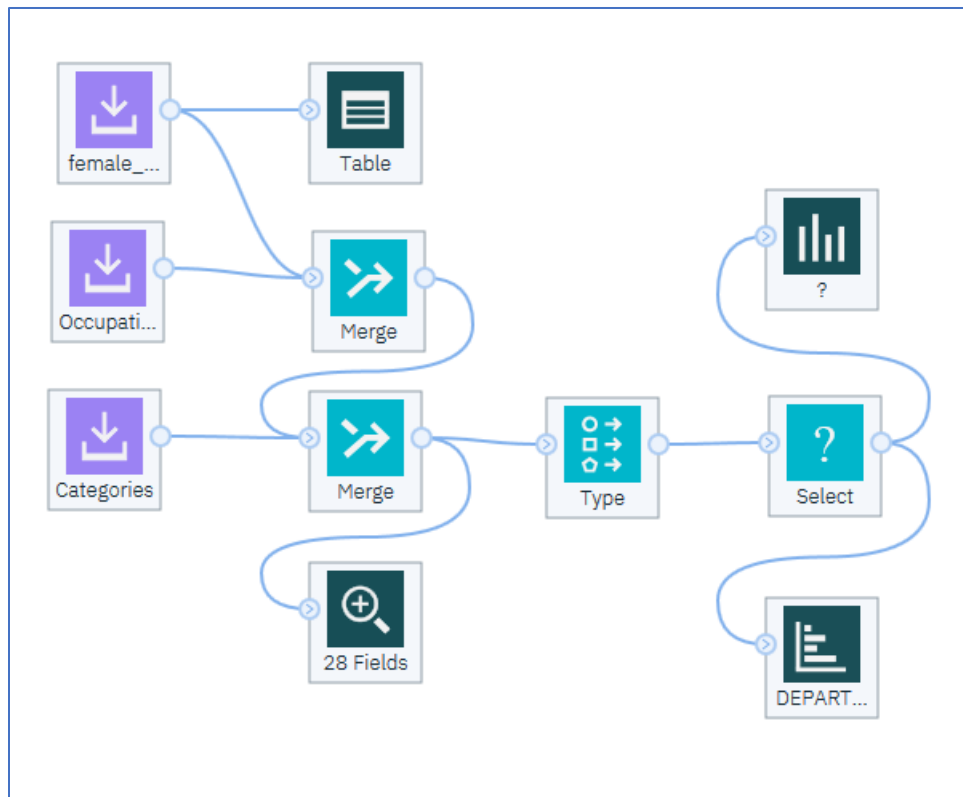 female_...
Table
Occupati...
Merge
?
Categories
Merge
Type
?
Select
28 Fields
DEPART...